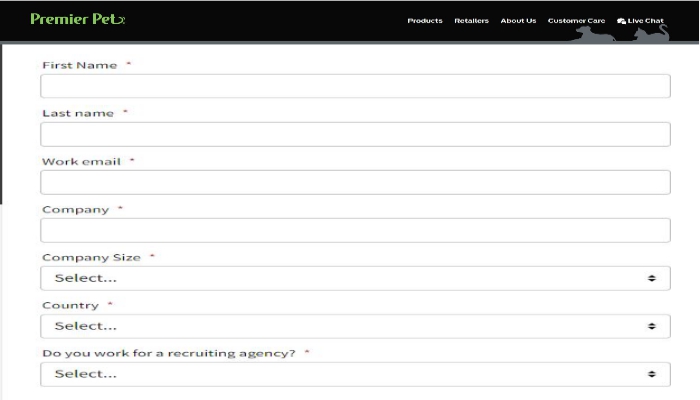 Premier Pet
Products Retailers About Us Customer Care Live Chat
First Name *
Last name *
Work email *
Company *
Company Size *
Select...
Country *
Select...
Do you work for a recruiting agency? *
Select...